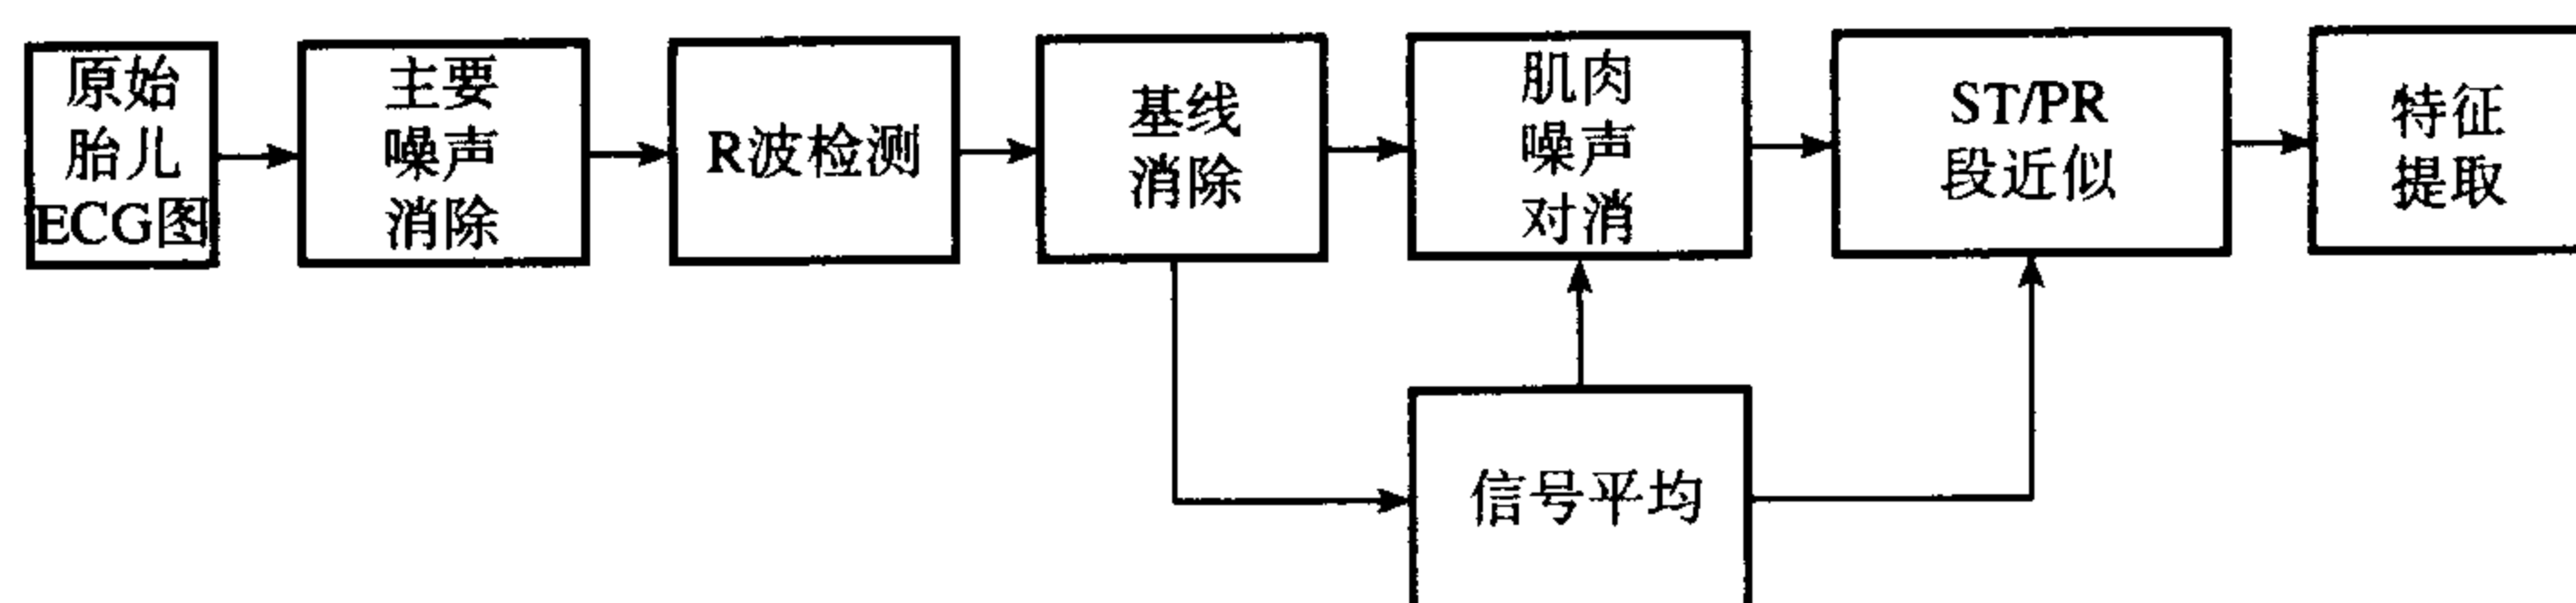 原始
胎儿
ECG图
主要
噪声
消除
R波检测
基线
消除
肌肉
噪声
对消
ST/PR
段近似
特征
提取
信号平均